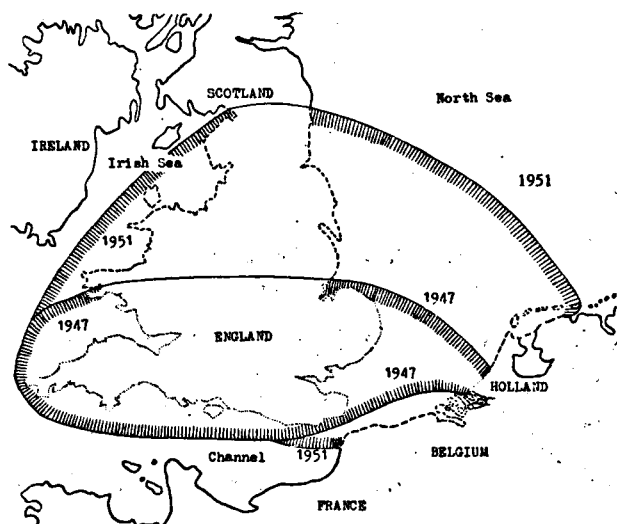 SCOTLAND
North Sea
IRELAND
Irish Sea
1951
1951
1947
1947
ENGLAND
1947
HOLLAND
Channel
1951
BELGIUM
FRANCE